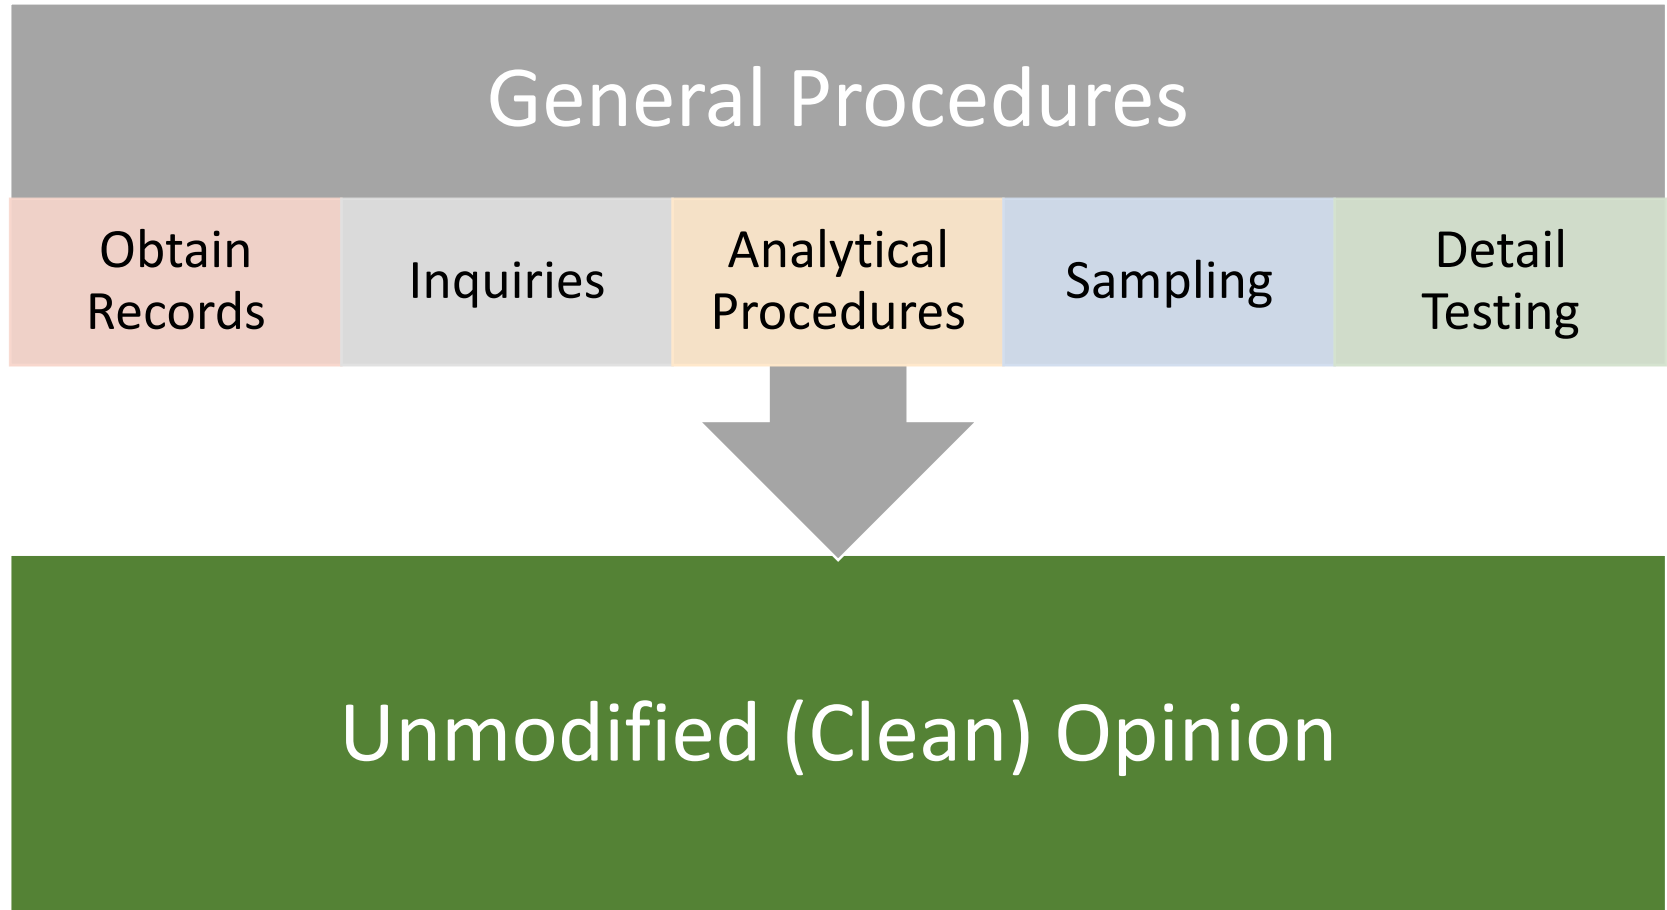 General Procedures
Obtain
Records
Inquiries
Analytical
Procedures
Sampling
Detail
Testing
Unmodified (Clean) Opinion